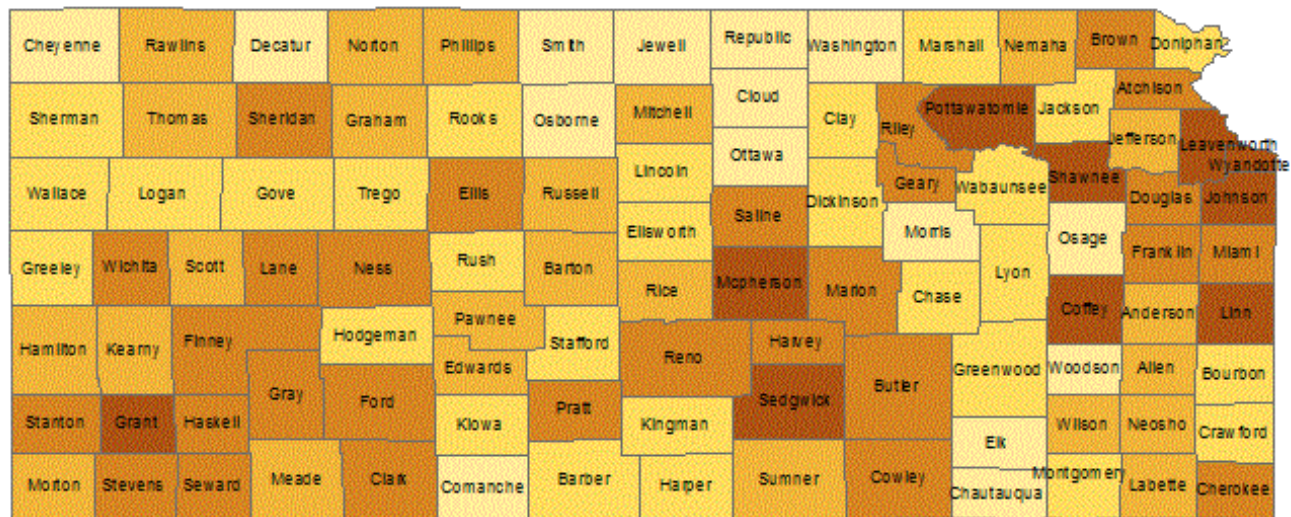 Cheyenne
Rawlins
Decatur
Norton
Phillips
Smith
Jewell
Republic
Washington
Marshall
Nemaha
Brown
Doniphan
Sherman
Thomas
Sheridan
Graham
Rooks
Osborne
Mitchell
Cloud
Clay
Riley
Pottawatomie
Jackson
Atchison
Jefferson
Leavenworth
Wyandotte
Wallace
Logan
Gove
Trego
Ellis
Russell
Lincoln
Ottawa
Saline
Dickinson
Geary
Wabaunsee
Shawnee
Douglas
Johnson
Greeley
Wichita
Scott
Lane
Ness
Rush
Barton
Ellsworth
Rice
Mcpherson
Marion
Morris
Chase
Lyon
Osage
Franklin
Miami
Hamilton
Kearny
Finney
Hodgeman
Pawnee
Edwards
Stafford
Reno
Harvey
Butler
Greenwood
Coffey
Anderson
Linn
Woodson
Allen
Bourbon
Stanton
Grant
Haskell
Gray
Ford
Kiowa
Pratt
Kingman
Sedgwick
Elk
Wilson
Neosho
Crawford
Morton
Stevens
Seward
Meade
Clark
Comanche
Barber
Harper
Sumner
Cowley
Chautauqua
Montgomery
Labette
Cherokee